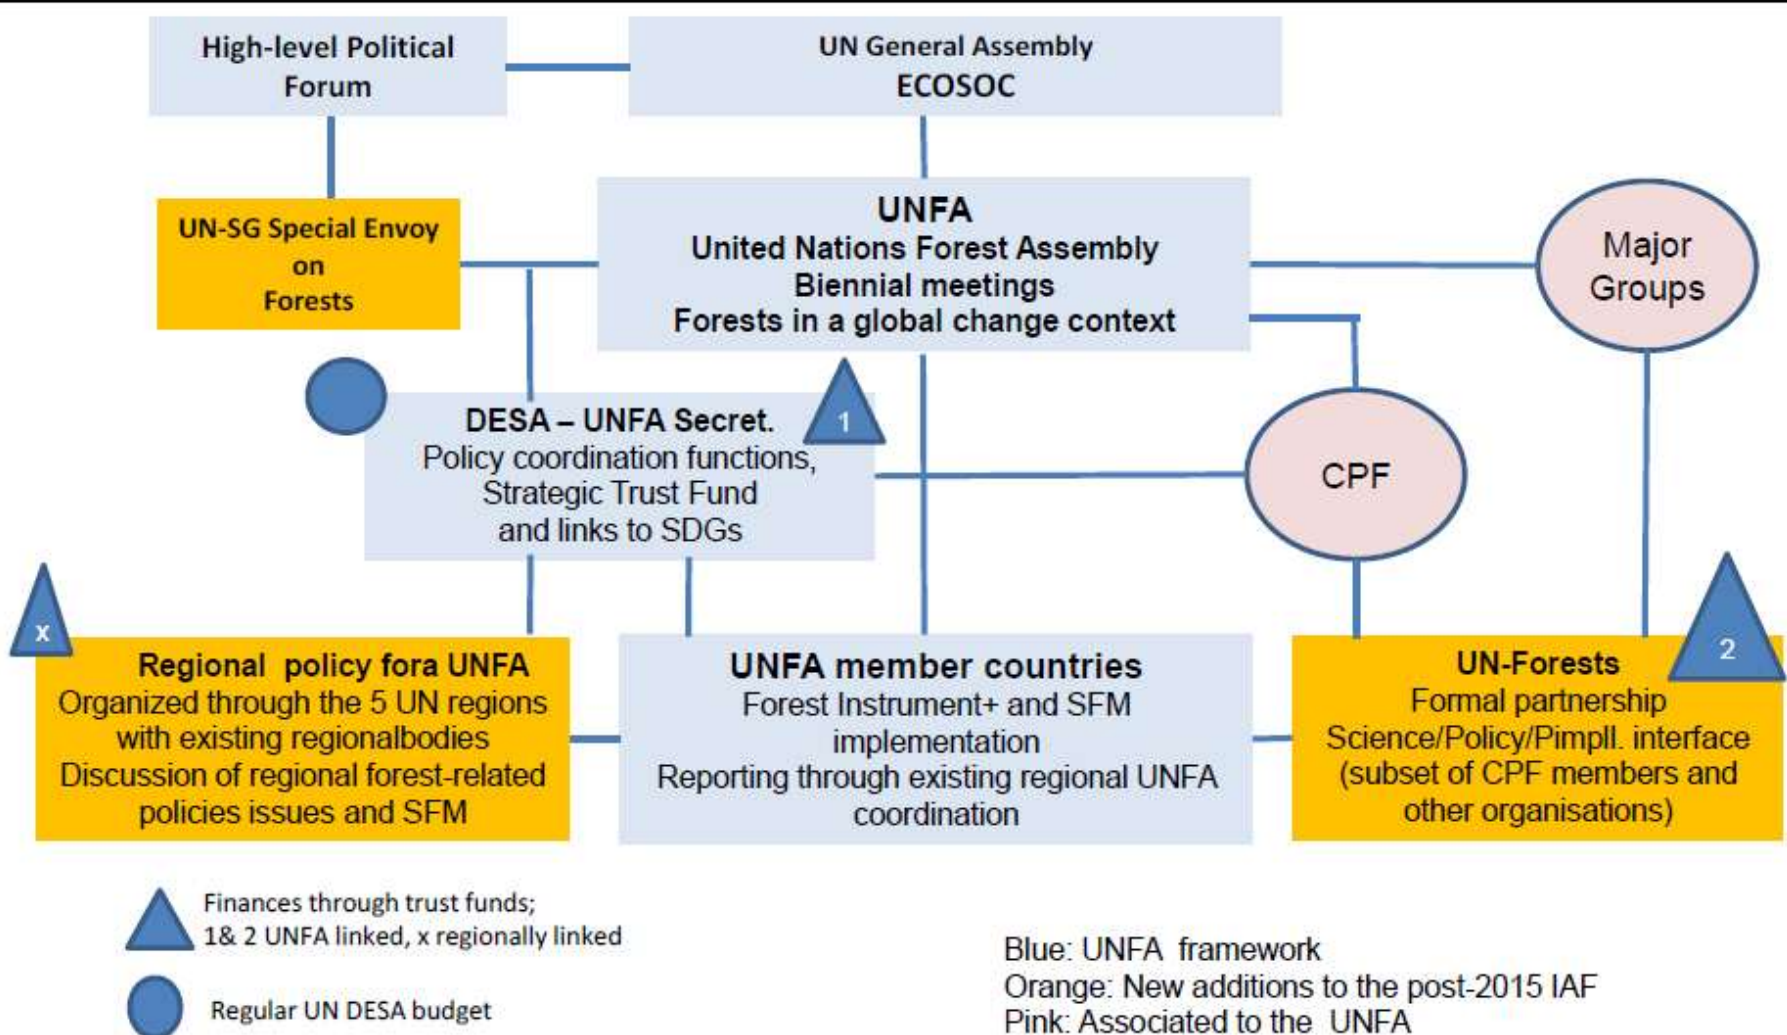 High-level Political
Forum
UN General Assembly
ECOSOC
UN-SG Special Envoy
on
Forests
UNFA
United Nations Forest Assembly
Biennial meetings
Forests in a global change context
Major
Groups
1
DESA – UNFA Secret.
Policy coordination functions,
Strategic Trust Fund
and links to SDGs
CPF
x
Regional policy fora UNFA
Organized through the 5 UN regions
with existing regionalbodies
Discussion of regional forest-related
policies issues and SFM
UNFA member countries
Forest Instrument+ and SFM
implementation
Reporting through existing regional UNFA
coordination
2
UN-Forests
Formal partnership
Science/Policy/Pimpll. interface
(subset of CPF members and
other organisations)
Finances through trust funds;
1& 2 UNFA linked, x regionally linked
Regular UN DESA budget
Blue: UNFA framework
Orange: New additions to the post-2015 IAF
Pink: Associated to the UNFA